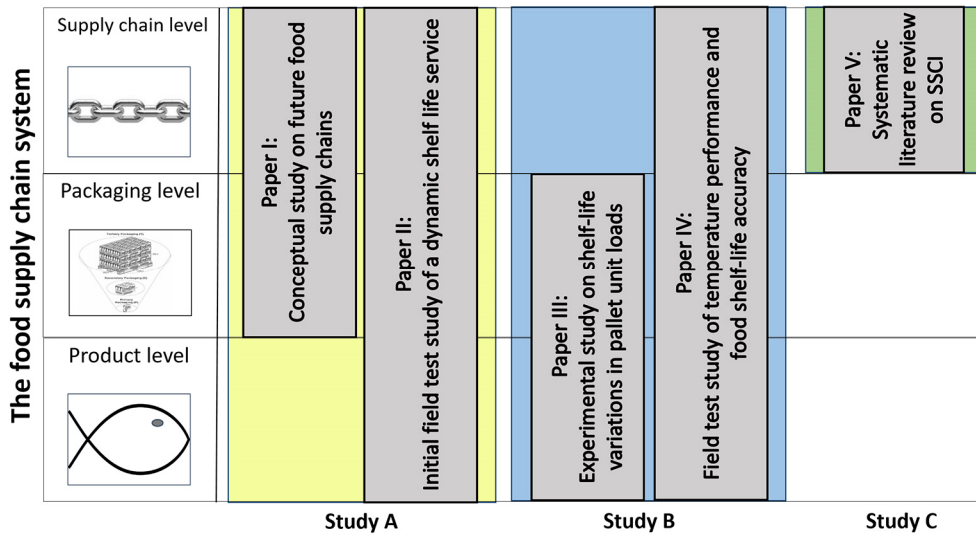 The food supply chain system
Supply chain level
Packaging level
Product level
Paper I:
Conceptual study on future food
supply chains
Paper II:
Initial field test study of a dynamic shelf life service
Paper III:
Experimental study on shelf-life
variations in pallet unit loads
Paper IV:
Field test study of temperature performance and
food shelf-life accuracy
Paper V:
Systematic
literature review
on SSCI
Study A
Study B
Study C